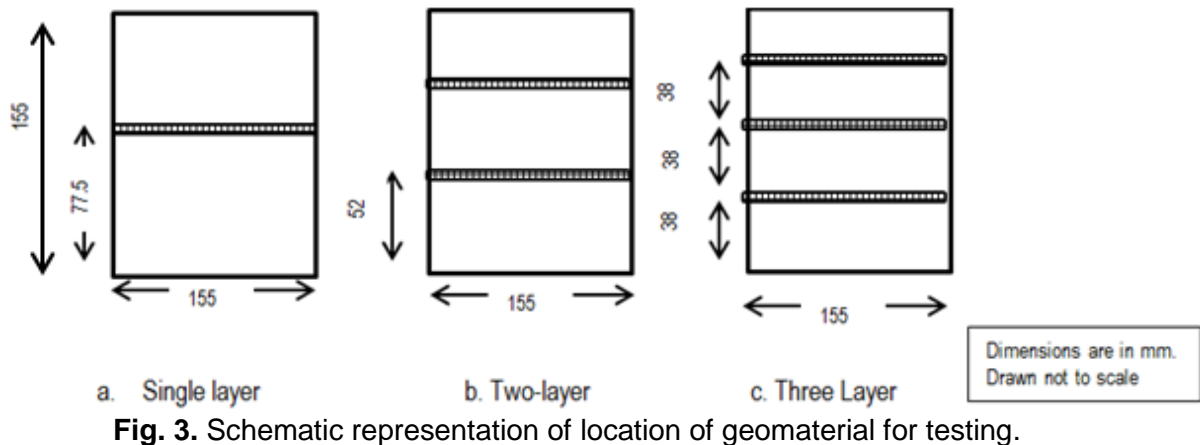 155
77.5
155
52
155
38
38
38
155
Dimensions are in mm.
Drawn not to scale
a. Single layer
b. Two-layer
c. Three Layer
Fig. 3. Schematic representation of location of geomaterial for testing.